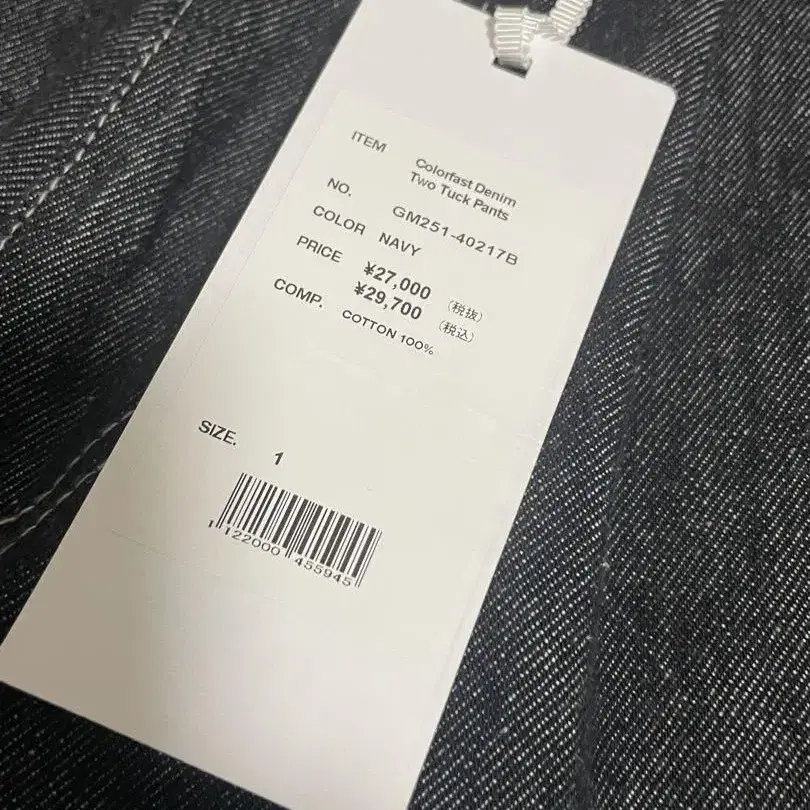 ITEM Colorfast Denim
Two Tuck Pants
NO. GM251-40217B
COLOR NAVY
PRICE ¥27,000 (税抜)
¥29,700 (税込)
COMP. COTTON 100%
SIZE. 1
1 122000 455945